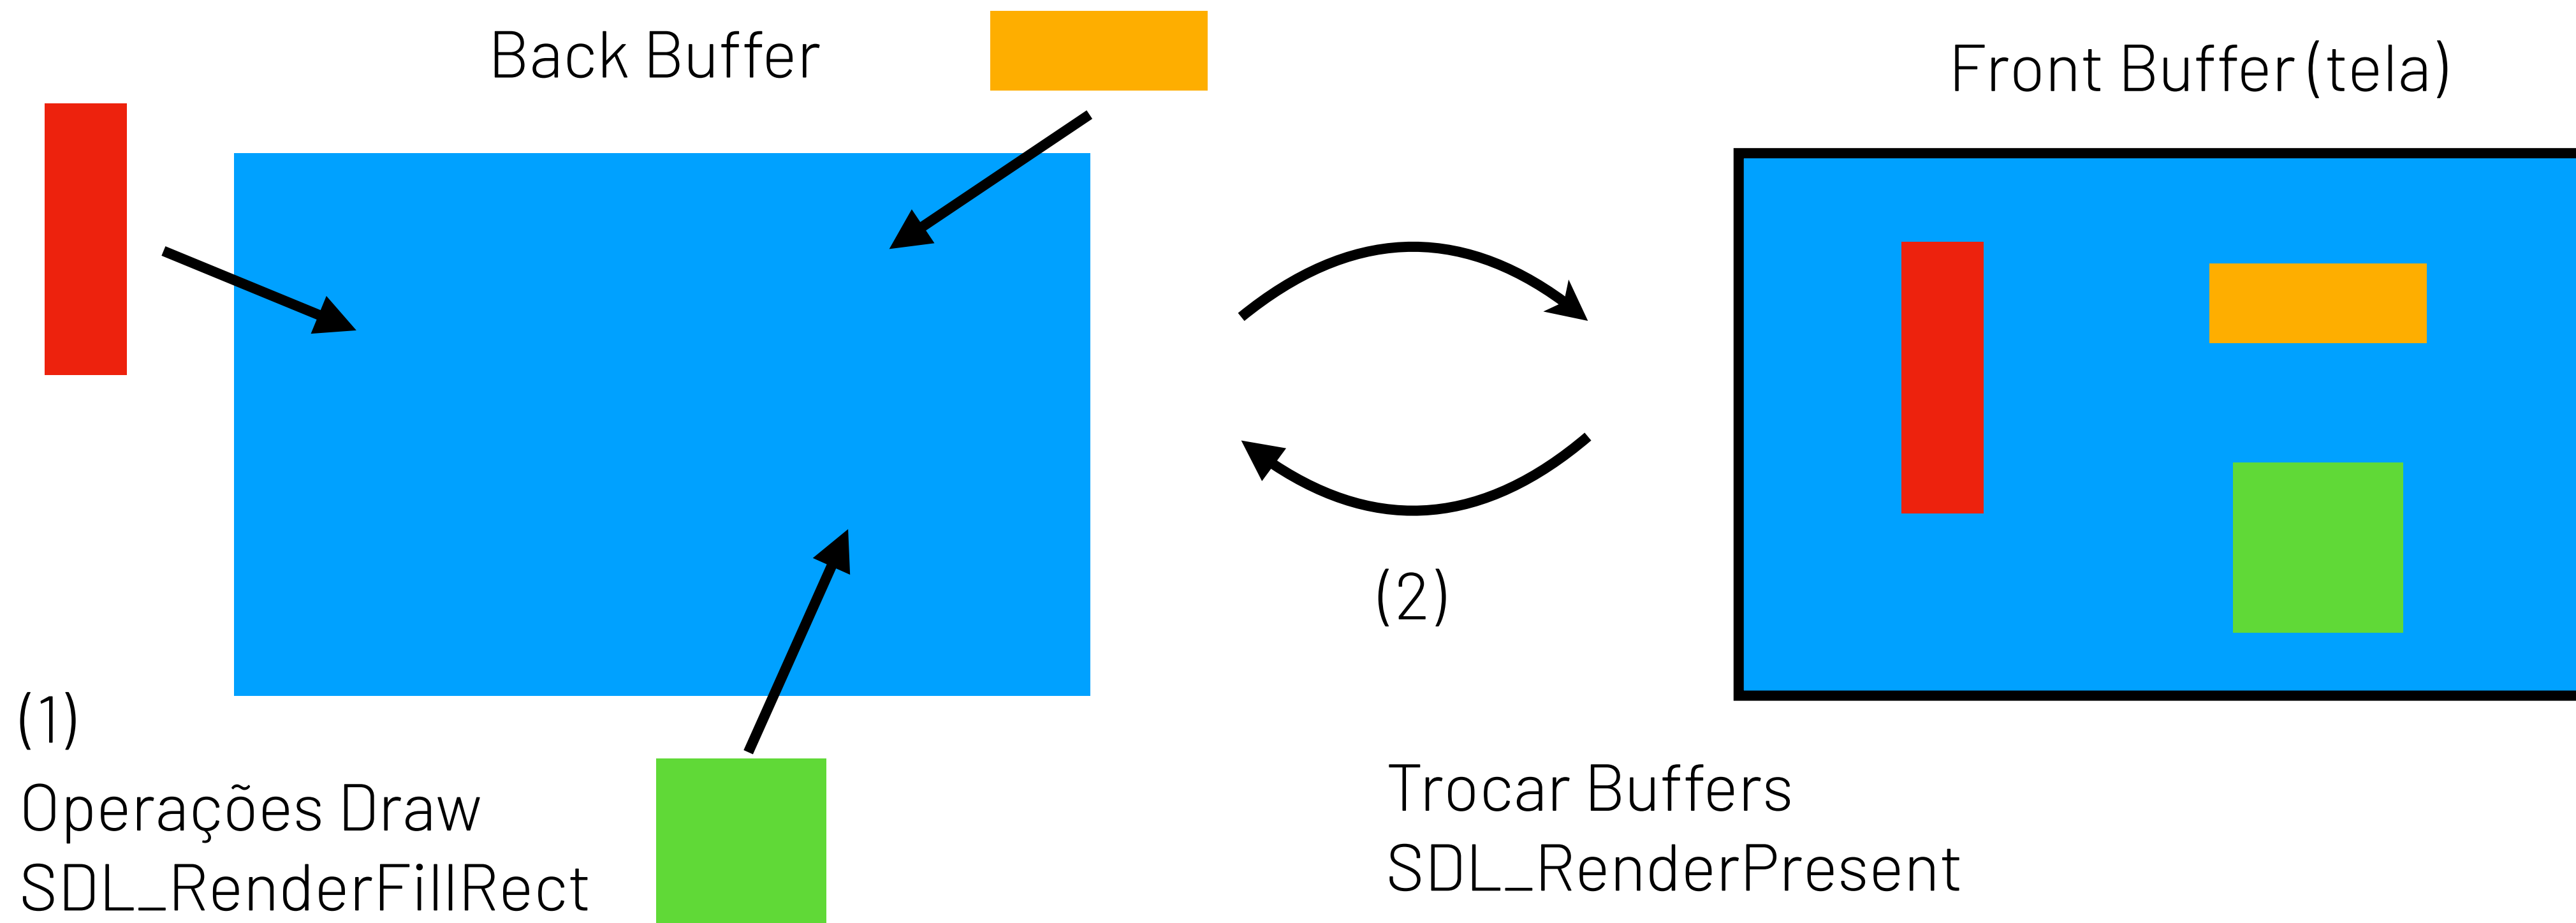 Back Buffer
Front Buffer (tela)
(1)
Operações Draw
SDL_RenderFillRect
(2)
Trocar Buffers
SDL_RenderPresent